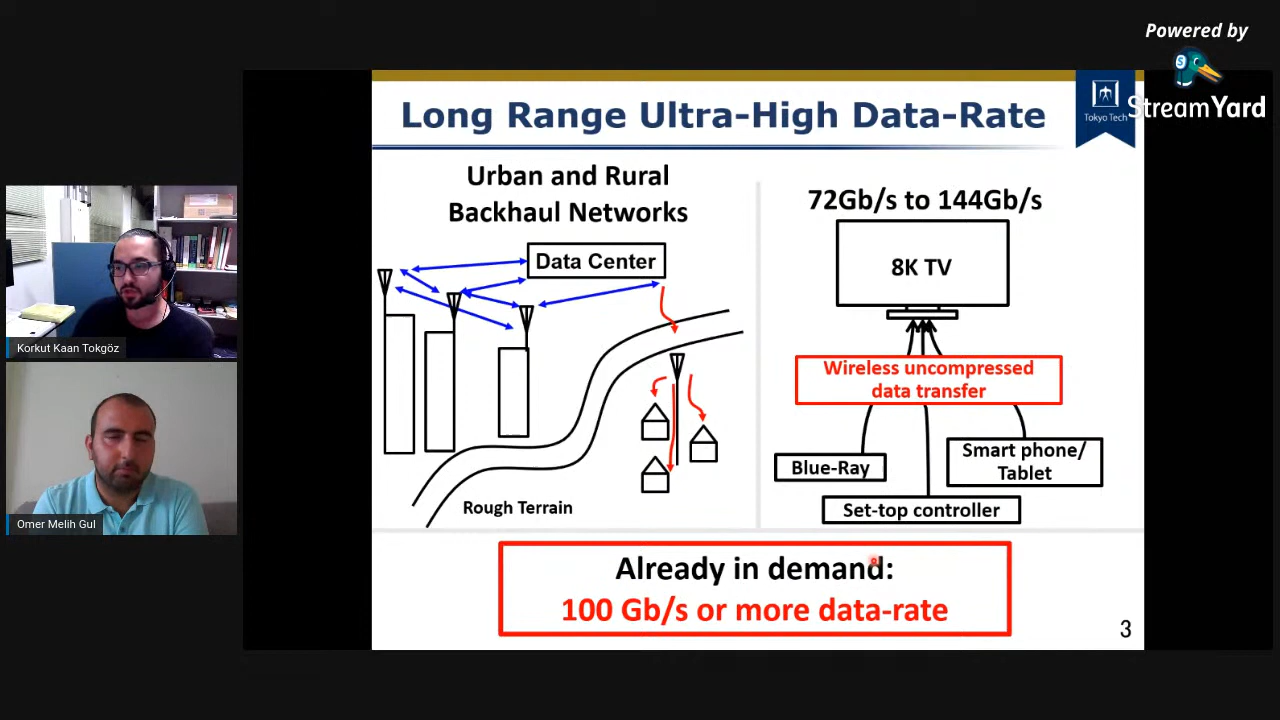 Powered by
StreamYard
Long Range Ultra-High Data-Rate
Tokyo Tech
Urban and Rural
Backhaul Networks
Data Center
Rough Terrain
72Gb/s to 144Gb/s
8K TV
Wireless uncompressed
data transfer
Blue-Ray
Smart phone/
Tablet
Set-top controller
Already in demand:
100 Gb/s or more data-rate
3
Korkut Kaan Tokgöz
Omer Melih Gul